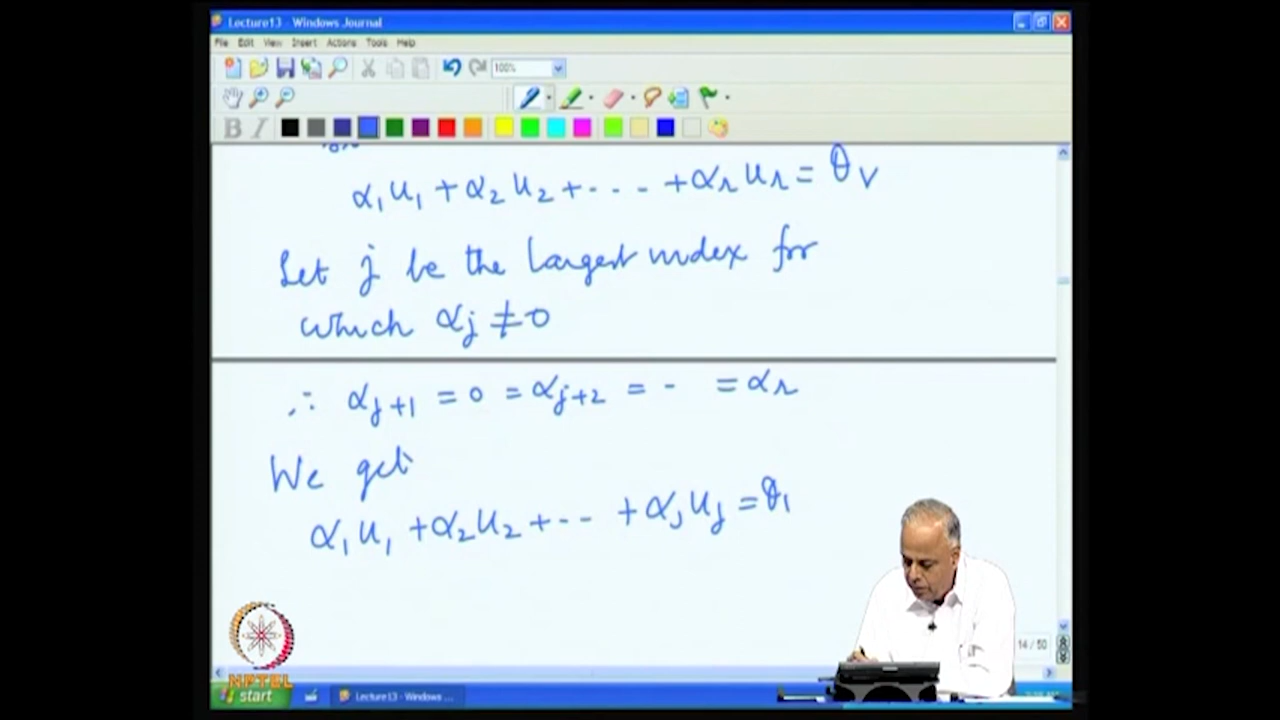 Lecture13 - Windows Journal
File Edit View Insert Actions Tools Help
100%
B I
α₁u₁ + α₂u₂ + - - - + αᵣuᵣ = θᵥ
Let j be the largest index for
which αⱼ ≠ 0
∴ αⱼ₊₁ = 0 = αⱼ₊₂ = - = αᵣ
We get
α₁u₁ + α₂u₂ + - - + αⱼuⱼ = θ
14 / 50
NPTEL
start Lecture13 - Windows ...